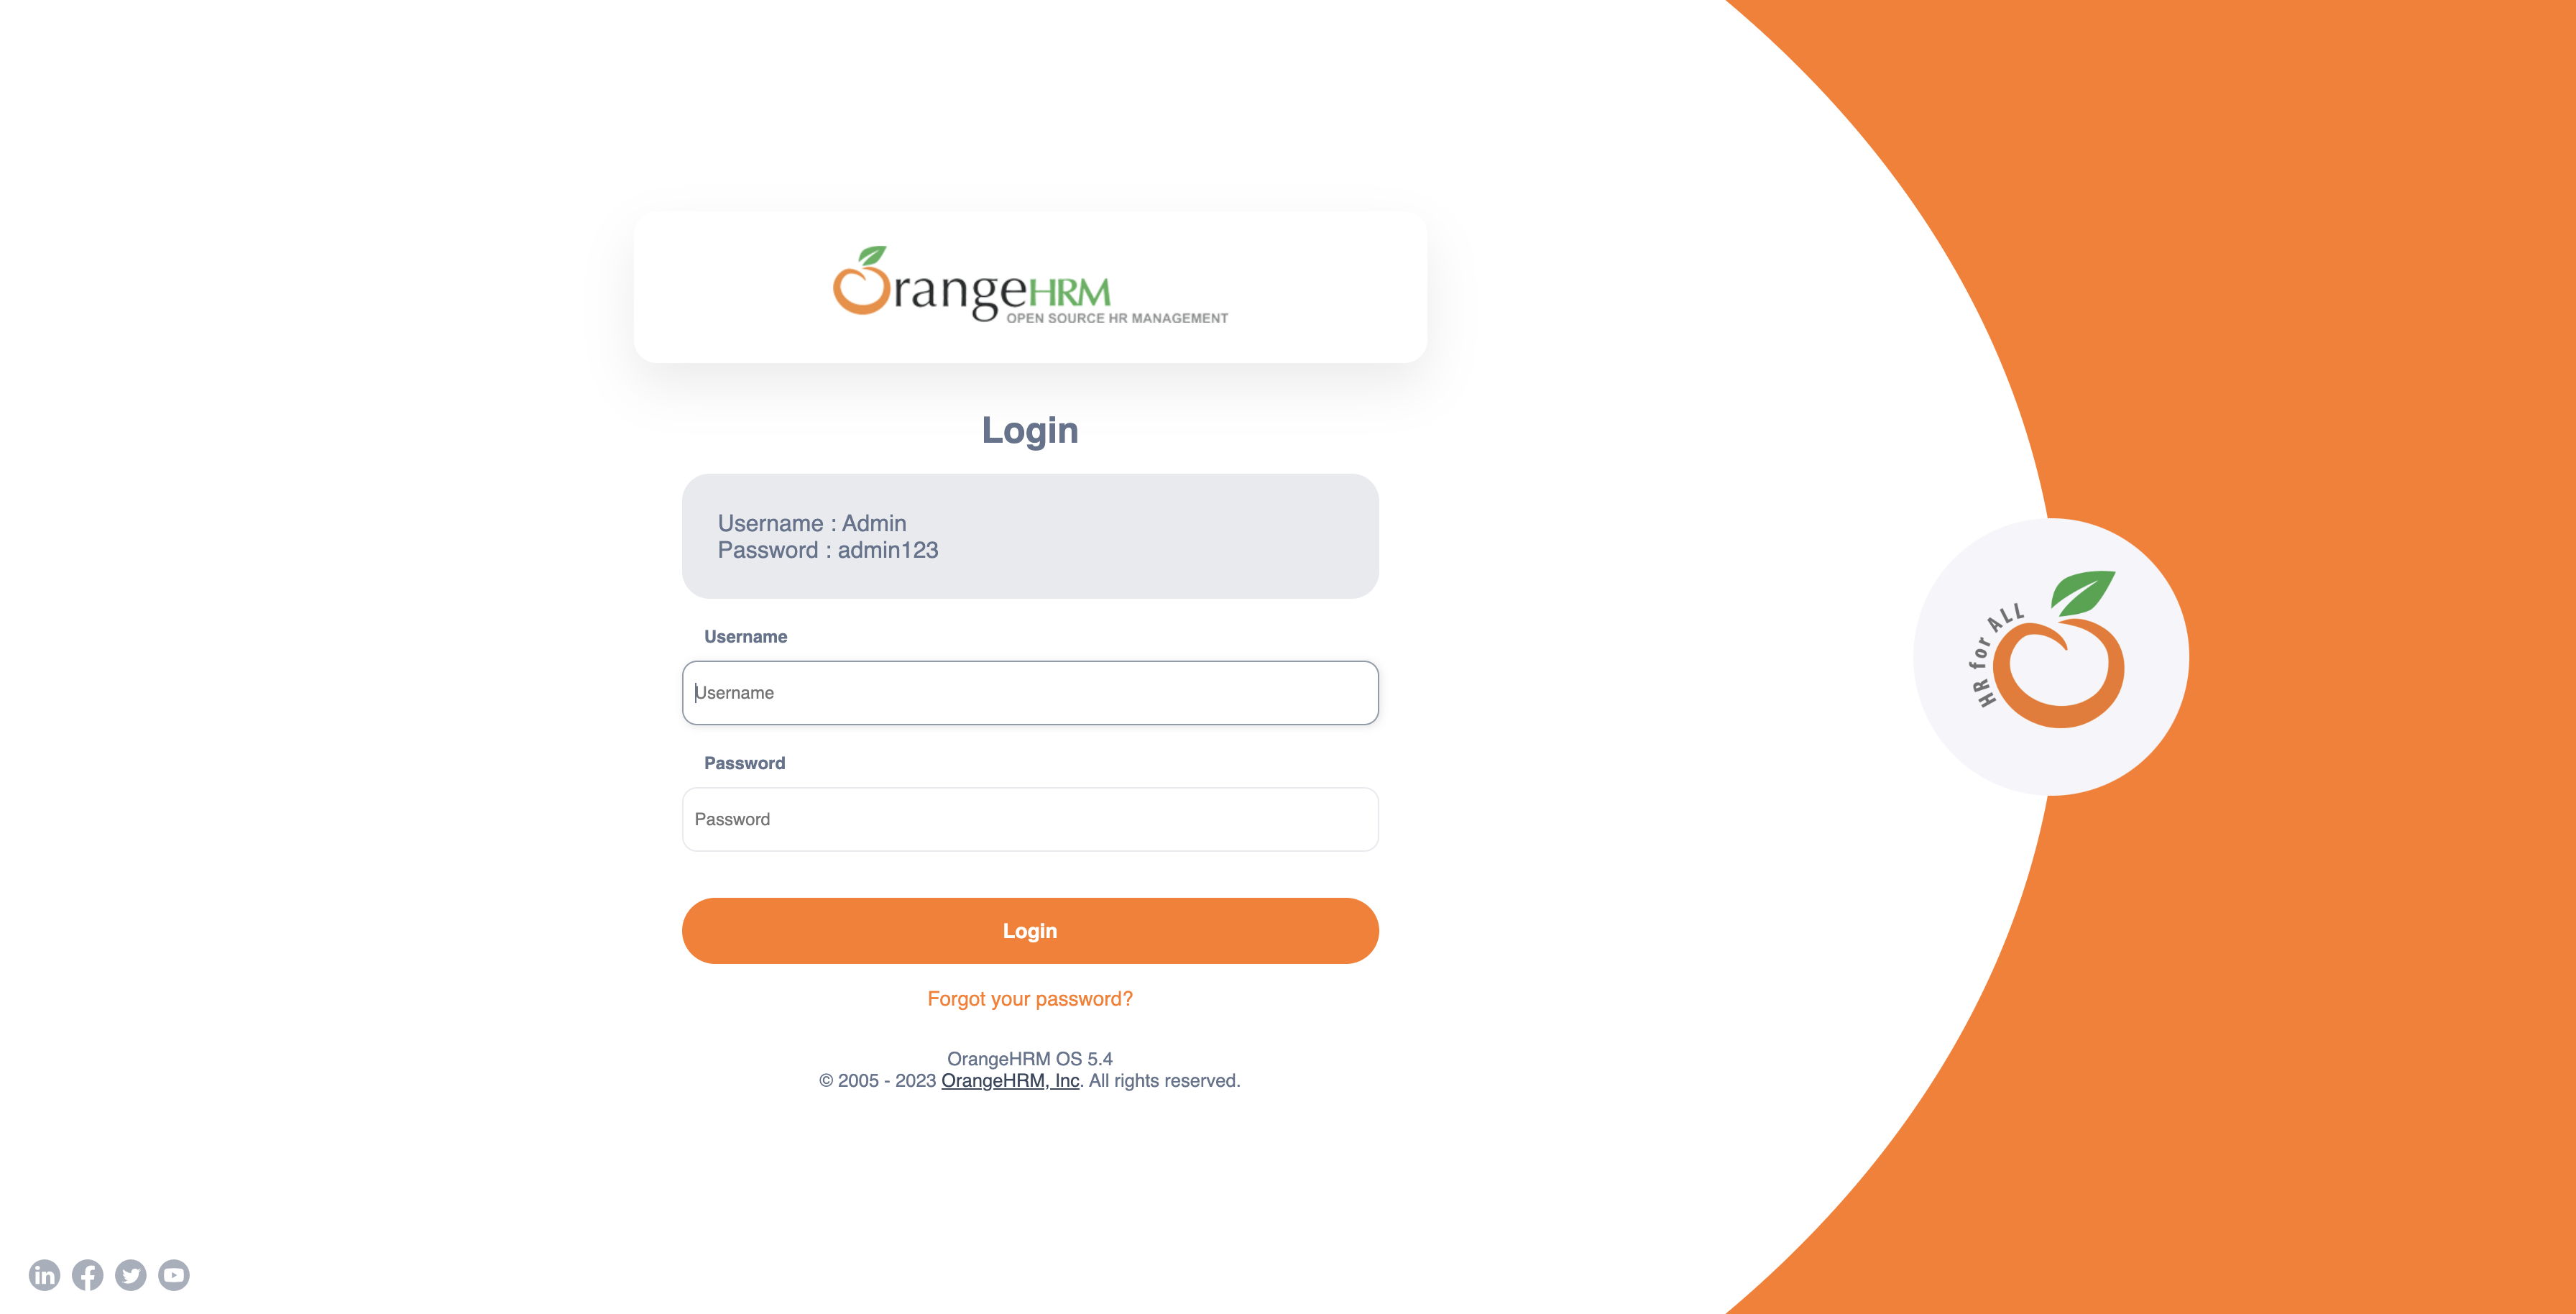 OrangeHRM
OPEN SOURCE HR MANAGEMENT
Login
Username : Admin
Password : admin123
Username
Username
Password
Password
Login
Forgot your password?
OrangeHRM OS 5.4
© 2005 - 2023 OrangeHRM, Inc. All rights reserved.
HR for ALL